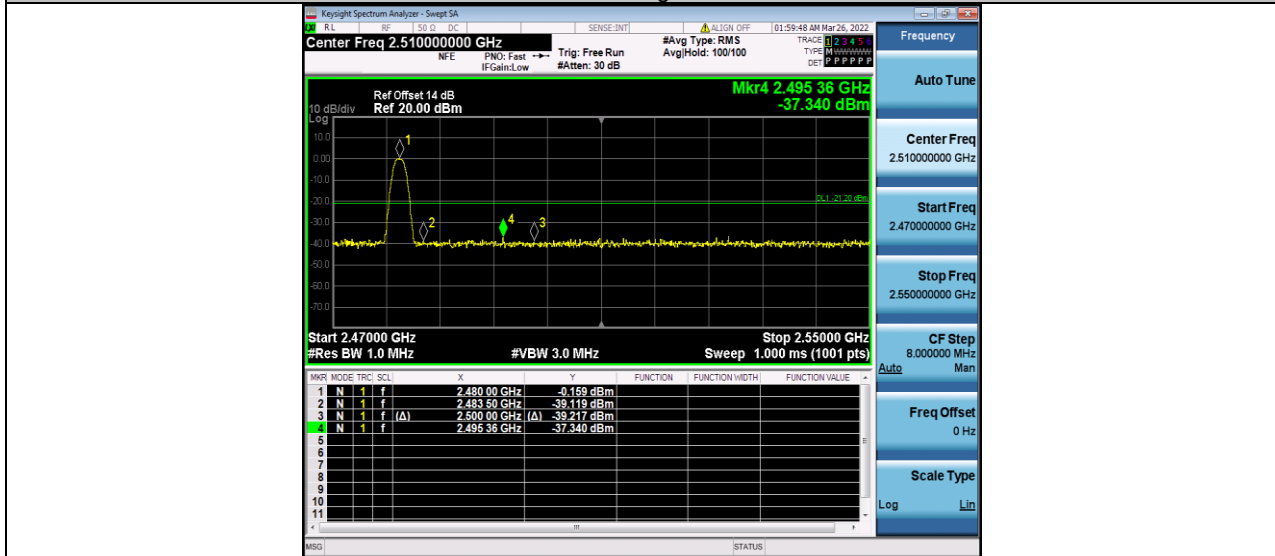 Keysight Spectrum Analyzer - Swept SA
RL RF 50 Ω DC SENSE:INT ALIGN OFF 01:59:48 AM Mar 26, 2022
Center Freq 2.510000000 GHz
NFE
PNO: Fast
IFGain:Low
Trig: Free Run
#Atten: 30 dB
#Avg Type: RMS
Avg|Hold: 100/100
TRACE 1 2 3 4 5 6
TYPE M
DET P P P P P P
Frequency
Auto Tune
Center Freq
2.510000000 GHz
Start Freq
2.470000000 GHz
Stop Freq
2.550000000 GHz
CF Step
8.000000 MHz
Auto Man
Freq Offset
0 Hz
Scale Type
Log Lin
Mkr4 2.495 36 GHz
-37.340 dBm
Ref Offset 14 dB
10 dB/div Ref 20.00 dBm
Log
10.0
0.00
-10.0
-20.0
-30.0
-40.0
-50.0
-60.0
-70.0
1
2
4
3
DL1 -21.20 dBm
Start 2.47000 GHz Stop 2.55000 GHz
#Res BW 1.0 MHz #VBW 3.0 MHz Sweep 1.000 ms (1001 pts)
MKR MODE TRC SCL X Y FUNCTION FUNCTION WIDTH FUNCTION VALUE
1 N 1 f 2.480 00 GHz -0.159 dBm
2 N 1 f 2.483 50 GHz -39.119 dBm
3 N 1 f (Δ) 2.500 00 GHz (Δ) -39.217 dBm
4 N 1 f 2.495 36 GHz -37.340 dBm
5
6
7
8
9
10
11
MSG STATUS